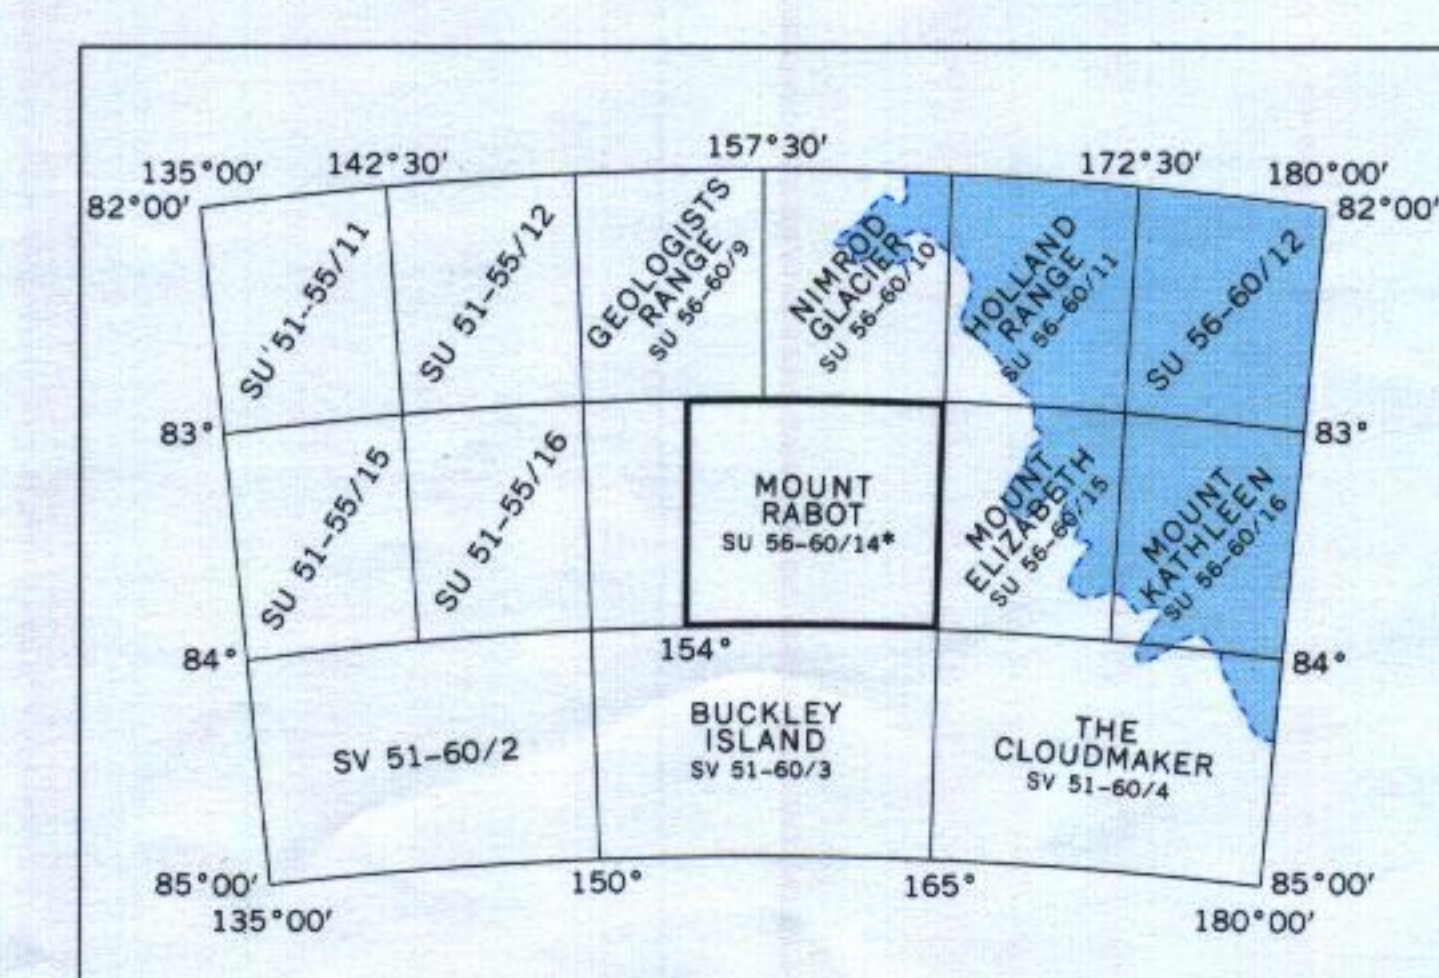 135°00′
142°30′
157°30′
172°30′
180°00′
82°00′
82°00′
SU 51-55/11
SU 51-55/12
GEOLOGISTS
RANGE
SU 56-60/9
NIMROD
GLACIER
SU 56-60/10
HOLLAND
RANGE
SU 56-60/11
SU 56-60/12
83°
83°
SU 51-55/15
SU 51-55/16
MOUNT
RABOT
SU 56-60/14*
MOUNT
ELIZABETH
SU 56-60/15
MOUNT
KATHLEEN
SU 56-60/16
84°
154°
84°
SV 51-60/2
BUCKLEY
ISLAND
SV 51-60/3
THE
CLOUDMAKER
SV 51-60/4
85°00′
135°00′
150°
165°
85°00′
180°00′